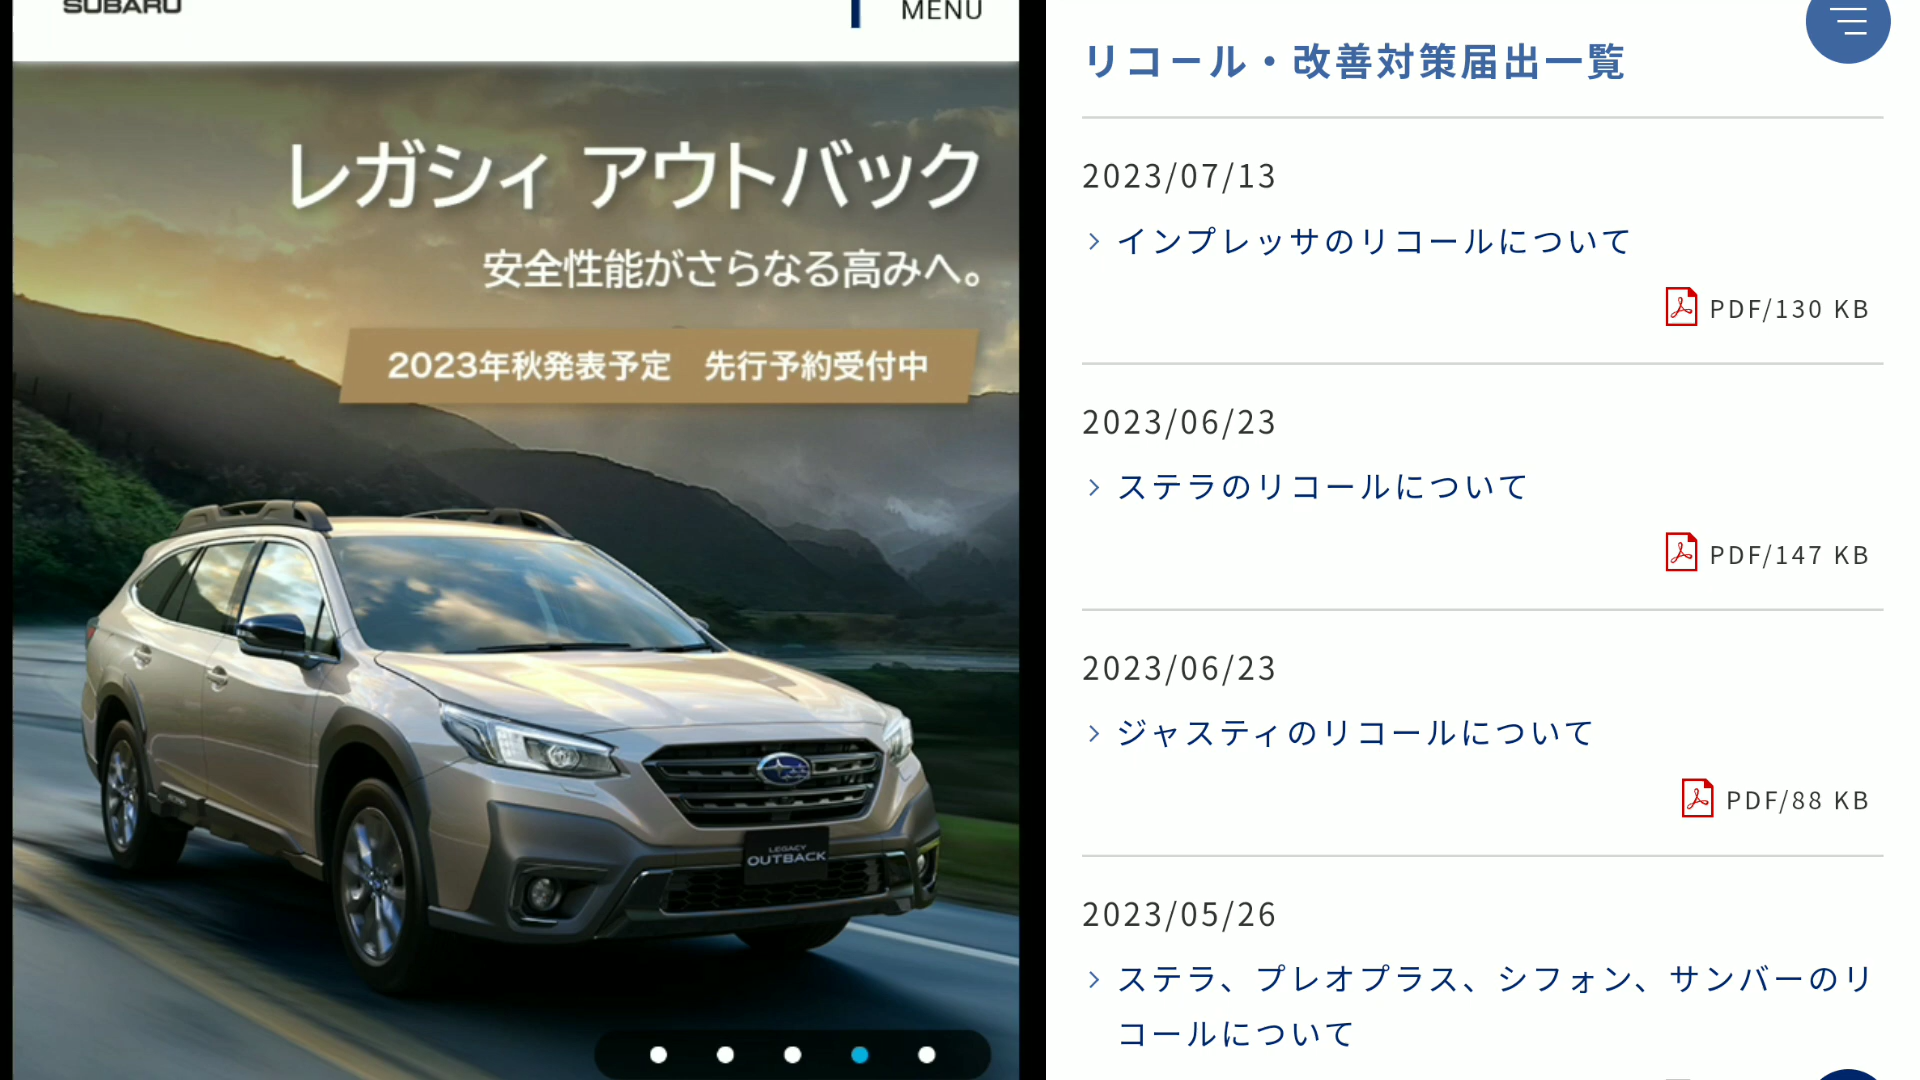 SUBARU
MENU
レガシィ アウトバック
安全性能がさらなる高みへ。
2023年秋発表予定 先行予約受付中
LEGACY
OUTBACK
リコール・改善対策届出一覧
2023/07/13
インプレッサのリコールについて
PDF/130 KB
2023/06/23
ステラのリコールについて
PDF/147 KB
2023/06/23
ジャスティのリコールについて
PDF/88 KB
2023/05/26
ステラ、プレオプラス、シフォン、サンバーのリ
コールについて